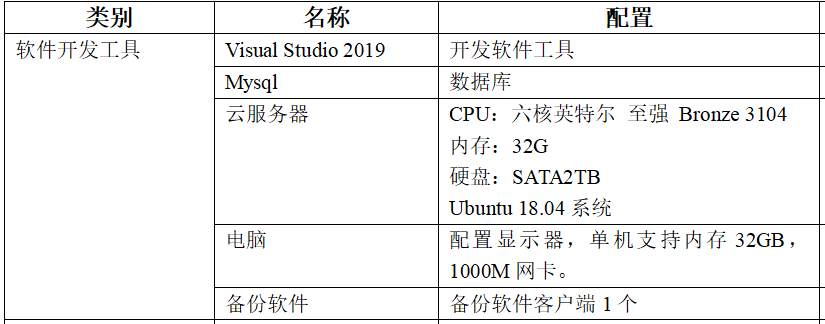 类别 名称 配置
软件开发工具 Visual Studio 2019 开发软件工具
Mysql 数据库
云服务器 CPU：六核英特尔 至强 Bronze 3104
内存：32G
硬盘：SATA2TB
Ubuntu 18.04 系统
电脑 配置显示器，单机支持内存 32GB，
1000M 网卡。
备份软件 备份软件客户端 1 个